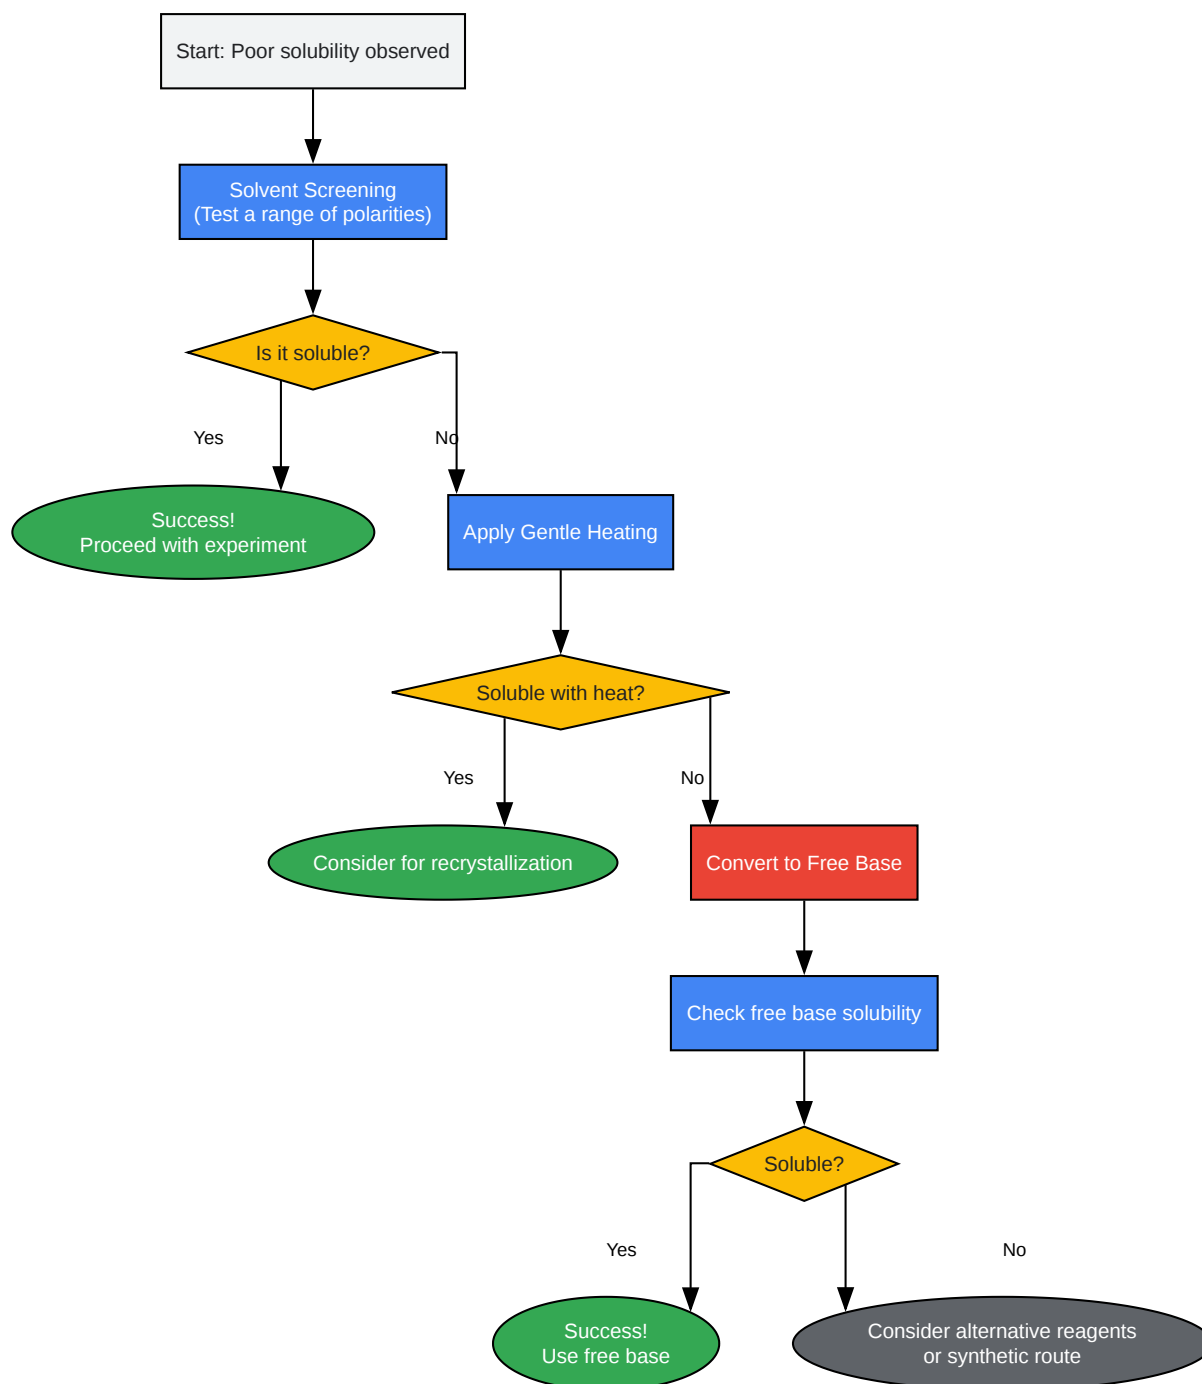 Start: Poor solubility observed
Solvent Screening
(Test a range of polarities)
Is it soluble?
Yes
No
Success!
Proceed with experiment
Apply Gentle Heating
Soluble with heat?
Yes
No
Consider for recrystallization
Convert to Free Base
Check free base solubility
Soluble?
Yes
No
Success!
Use free base
Consider alternative reagents
or synthetic route